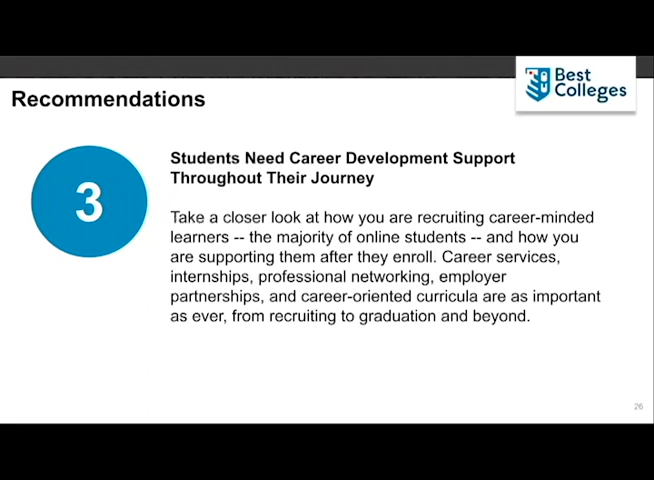 Best
Colleges
Recommendations
3
Students Need Career Development Support
Throughout Their Journey
Take a closer look at how you are recruiting career-minded
learners -- the majority of online students -- and how you
are supporting them after they enroll. Career services,
internships, professional networking, employer
partnerships, and career-oriented curricula are as important
as ever, from recruiting to graduation and beyond.
26